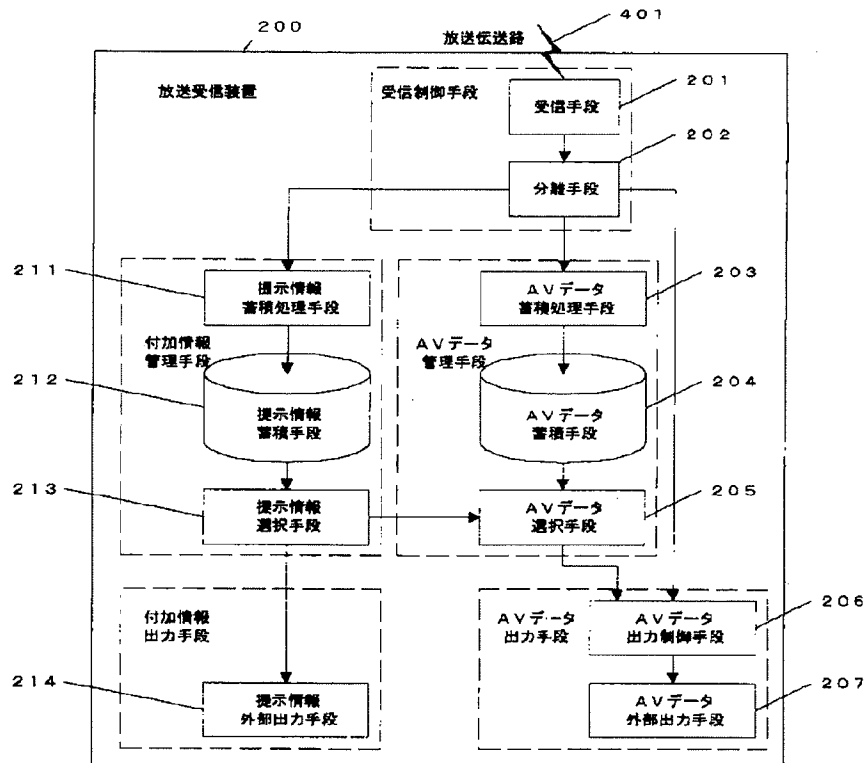 200
放送伝送路
401
放送受信装置
受信制御手段
201
受信手段
202
分離手段
211
提示情報
蓄積処理手段
203
AVデータ
蓄積処理手段
付加情報
管理手段
AVデータ
管理手段
212
提示情報
蓄積手段
204
AVデータ
蓄積手段
213
提示情報
選択手段
205
AVデータ
選択手段
付加情報
出力手段
AVデータ
出力手段
206
AVデータ
出力制御手段
214
提示情報
外部出力手段
207
AVデータ
外部出力手段